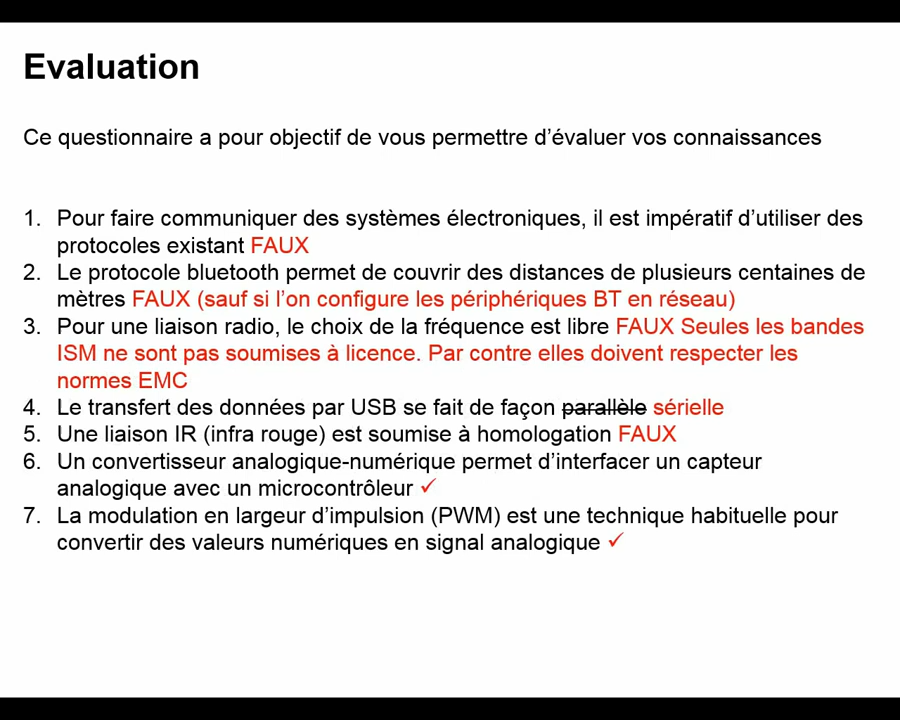 Evaluation
Ce questionnaire a pour objectif de vous permettre d’évaluer vos connaissances
1. Pour faire communiquer des systèmes électroniques, il est impératif d’utiliser des
protocoles existant FAUX
2. Le protocole bluetooth permet de couvrir des distances de plusieurs centaines de
mètres FAUX (sauf si l’on configure les périphériques BT en réseau)
3. Pour une liaison radio, le choix de la fréquence est libre FAUX Seules les bandes
ISM ne sont pas soumises à licence. Par contre elles doivent respecter les
normes EMC
4. Le transfert des données par USB se fait de façon parallèle sérielle
5. Une liaison IR (infra rouge) est soumise à homologation FAUX
6. Un convertisseur analogique-numérique permet d’interfacer un capteur
analogique avec un microcontrôleur ✓
7. La modulation en largeur d’impulsion (PWM) est une technique habituelle pour
convertir des valeurs numériques en signal analogique ✓